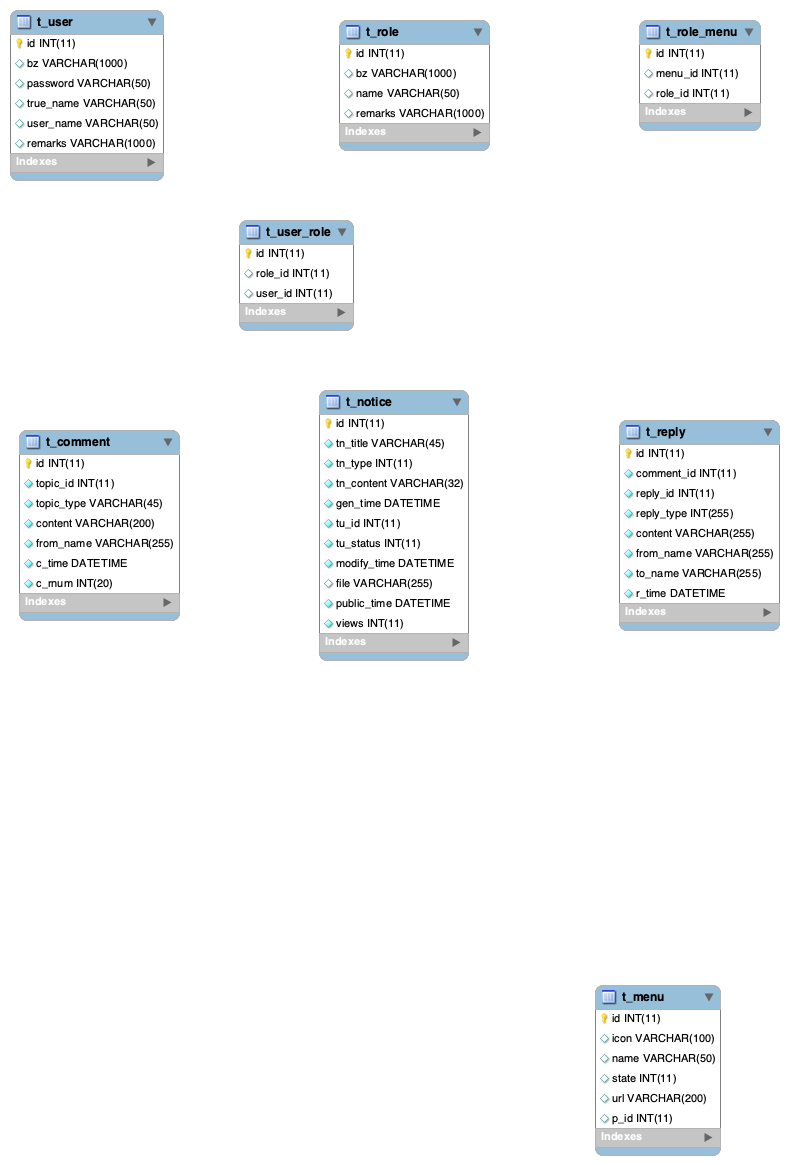 t_user
id INT(11)
bz VARCHAR(1000)
password VARCHAR(50)
true_name VARCHAR(50)
user_name VARCHAR(50)
remarks VARCHAR(1000)
Indexes
t_role
id INT(11)
bz VARCHAR(1000)
name VARCHAR(50)
remarks VARCHAR(1000)
Indexes
t_role_menu
id INT(11)
menu_id INT(11)
role_id INT(11)
Indexes
t_user_role
id INT(11)
role_id INT(11)
user_id INT(11)
Indexes
t_comment
id INT(11)
topic_id INT(11)
topic_type VARCHAR(45)
content VARCHAR(200)
from_name VARCHAR(255)
c_time DATETIME
c_mum INT(20)
Indexes
t_notice
id INT(11)
tn_title VARCHAR(45)
tn_type INT(11)
tn_content VARCHAR(32)
gen_time DATETIME
tu_id INT(11)
tu_status INT(11)
modify_time DATETIME
file VARCHAR(255)
public_time DATETIME
views INT(11)
Indexes
t_reply
id INT(11)
comment_id INT(11)
reply_id INT(11)
reply_type INT(255)
content VARCHAR(255)
from_name VARCHAR(255)
to_name VARCHAR(255)
r_time DATETIME
Indexes
t_menu
id INT(11)
icon VARCHAR(100)
name VARCHAR(50)
state INT(11)
url VARCHAR(200)
p_id INT(11)
Indexes